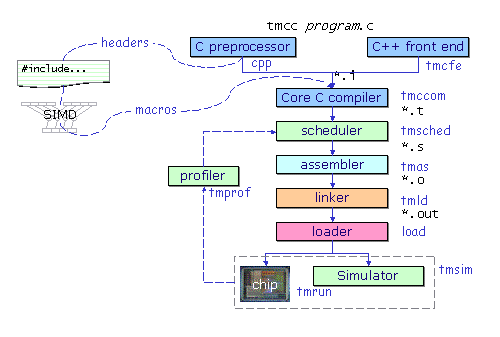 tmcc program.c
headers
C preprocessor
C++ front end
#include...
cpp
tmcfe
*.i
SIMD
macros
Core C compiler
tmccom
*.t
scheduler
tmsched
*.s
assembler
tmas
profiler
*.o
tmprof
linker
tmld
*.out
loader
load
Simulator
tmsim
chip
tmrun